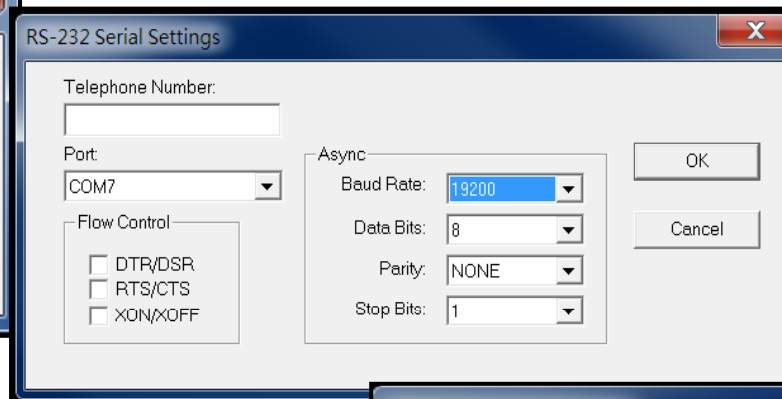 RS-232 Serial Settings
Telephone Number:
Port:
COM7
Flow Control
DTR/DSR
RTS/CTS
XON/XOFF
Async
Baud Rate: 19200
Data Bits: 8
Parity: NONE
Stop Bits: 1
OK
Cancel